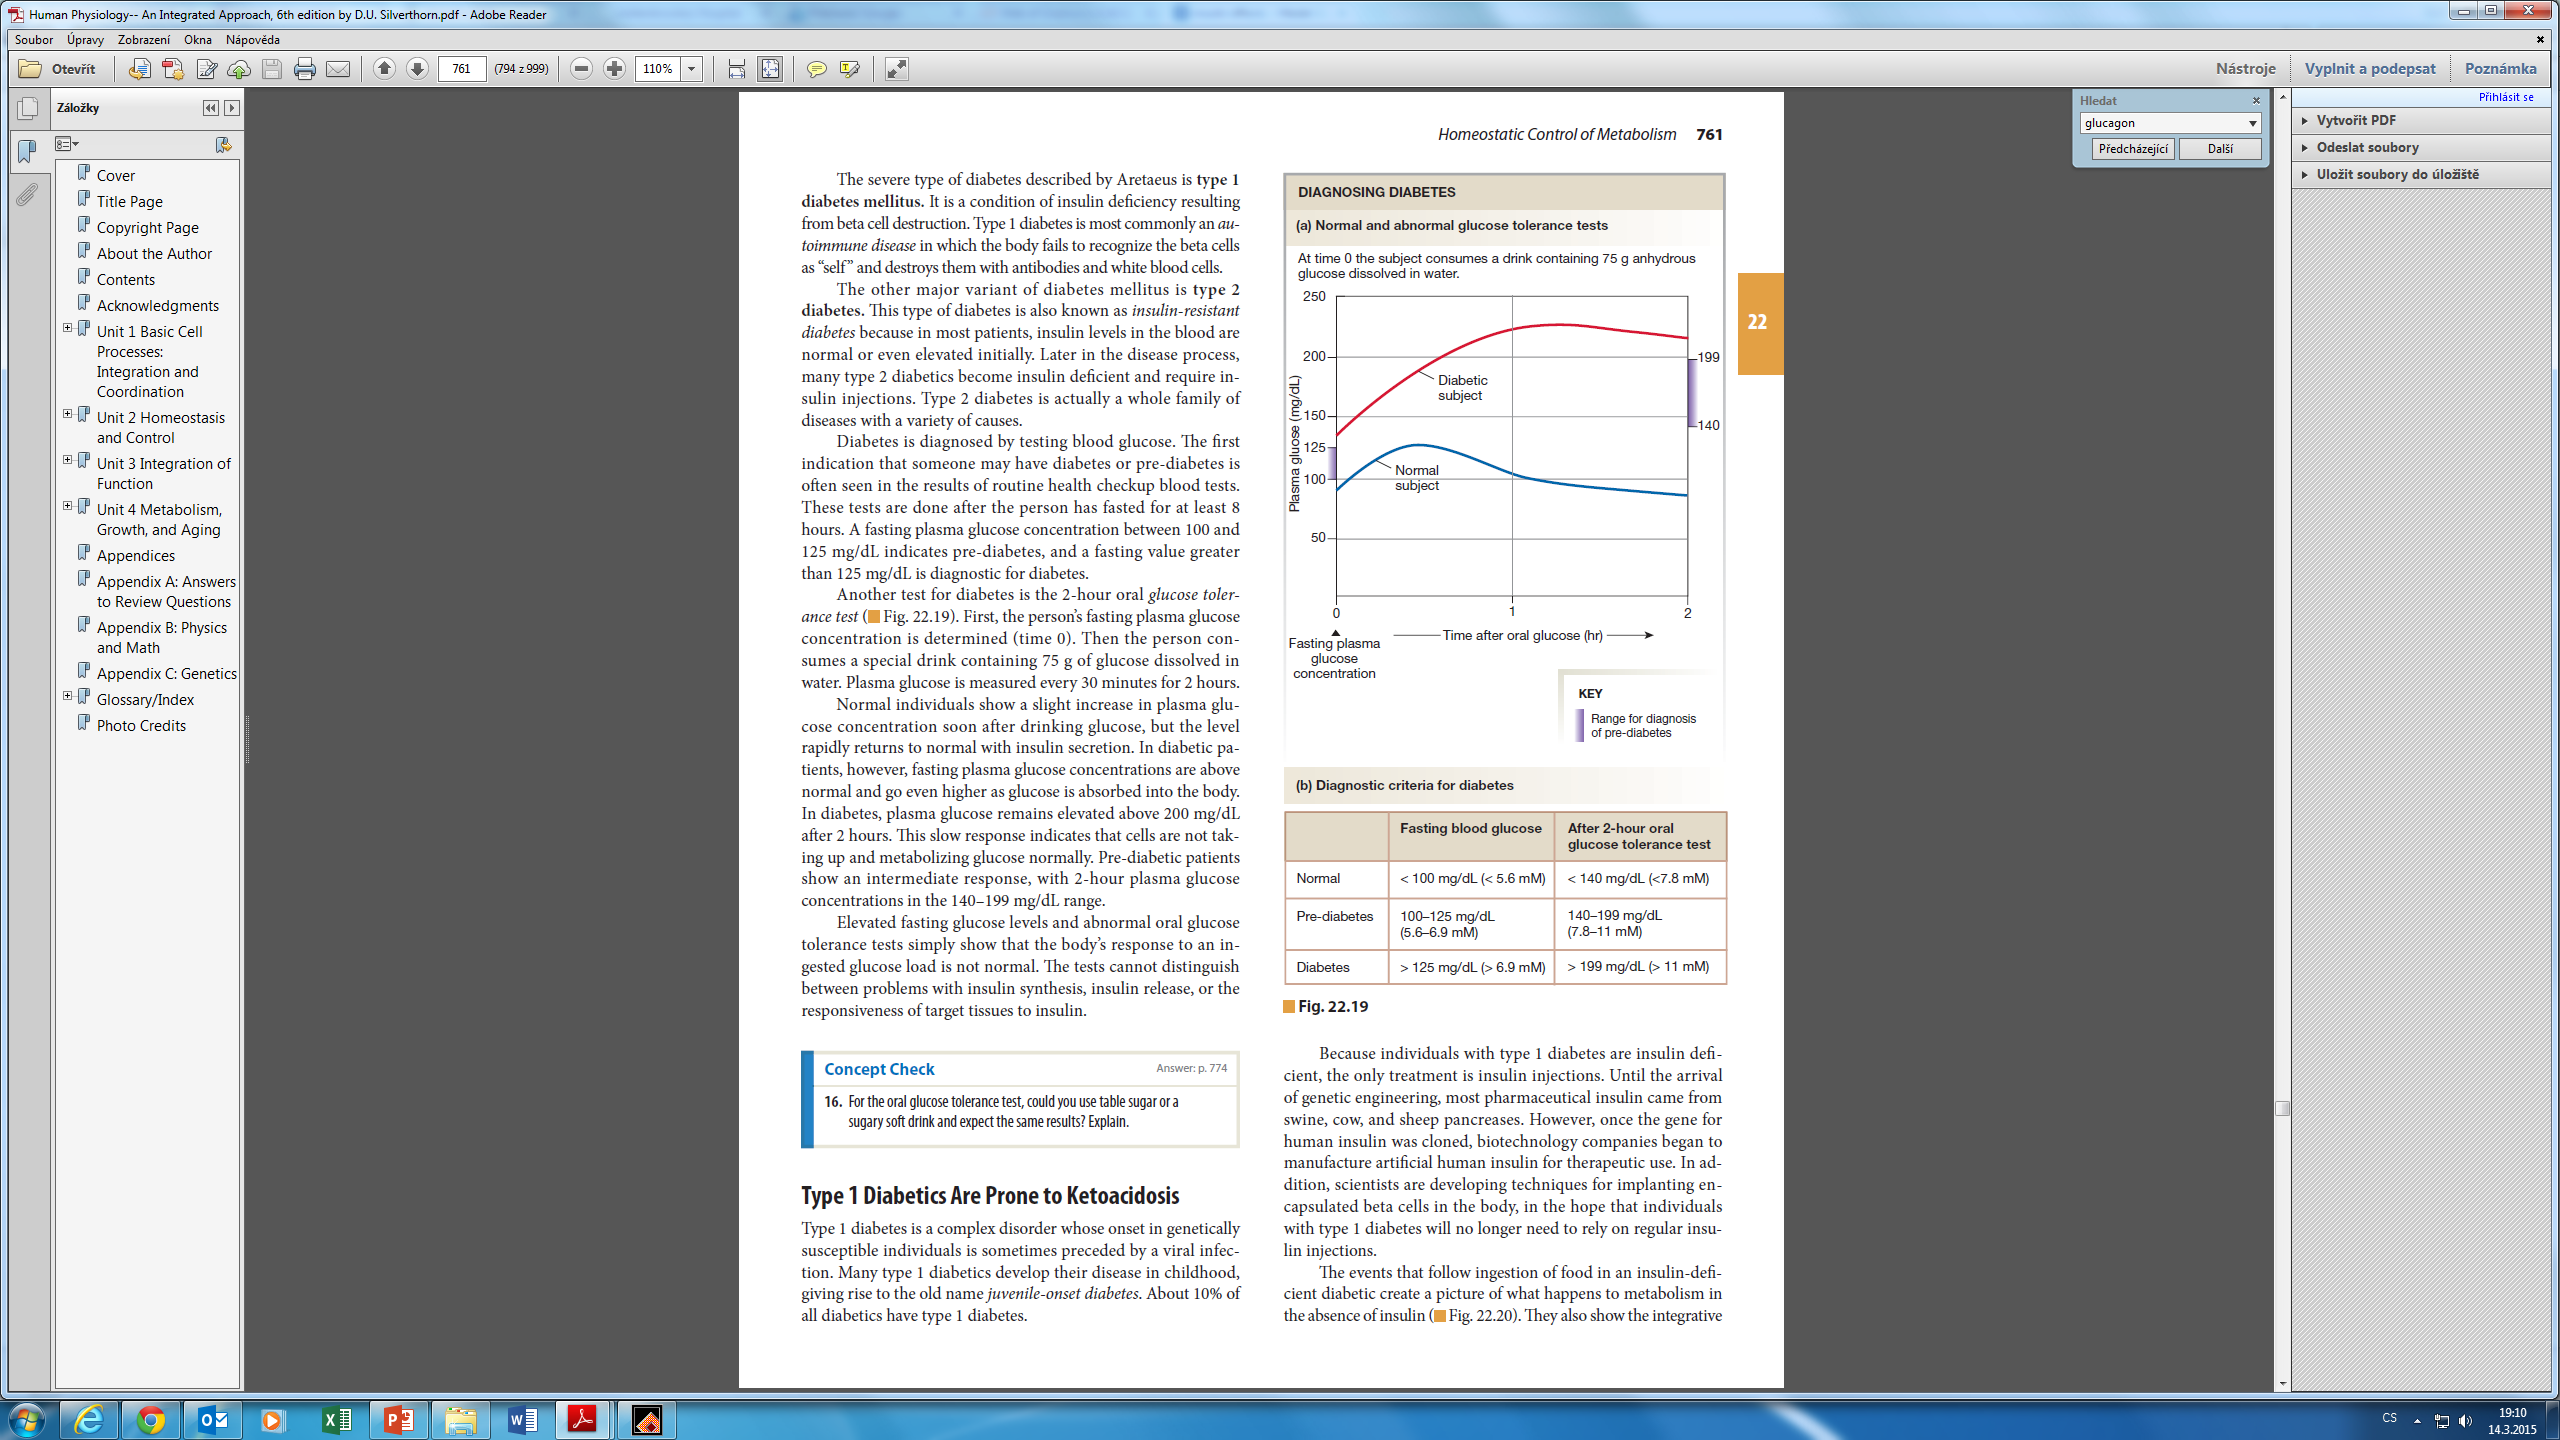 Human Physiology-- An Integrated Approach, 6th edition by D.U. Silverthorn.pdf - Adobe Reader
Soubor Úpravy Zobrazení Okna Nápověda
Otevřít 761 (794 z 999) 110% Nástroje Vyplnit a podepsat Poznámka
Záložky
Cover
Title Page
Copyright Page
About the Author
Contents
Acknowledgments
Unit 1 Basic Cell
Processes:
Integration and
Coordination
Unit 2 Homeostasis
and Control
Unit 3 Integration of
Function
Unit 4 Metabolism,
Growth, and Aging
Appendices
Appendix A: Answers
to Review Questions
Appendix B: Physics
and Math
Appendix C: Genetics
Glossary/Index
Photo Credits
Homeostatic Control of Metabolism 761
The severe type of diabetes described by Aretaeus is type 1
diabetes mellitus. It is a condition of insulin deficiency resulting
from beta cell destruction. Type 1 diabetes is most commonly an au-
toimmune disease in which the body fails to recognize the beta cells
as “self” and destroys them with antibodies and white blood cells.
The other major variant of diabetes mellitus is type 2
diabetes. This type of diabetes is also known as insulin-resistant
diabetes because in most patients, insulin levels in the blood are
normal or even elevated initially. Later in the disease process,
many type 2 diabetics become insulin deficient and require in-
sulin injections. Type 2 diabetes is actually a whole family of
diseases with a variety of causes.
Diabetes is diagnosed by testing blood glucose. The first
indication that someone may have diabetes or pre-diabetes is
often seen in the results of routine health checkup blood tests.
These tests are done after the person has fasted for at least 8
hours. A fasting plasma glucose concentration between 100 and
125 mg/dL indicates pre-diabetes, and a fasting value greater
than 125 mg/dL is diagnostic for diabetes.
Another test for diabetes is the 2-hour oral glucose toler-
ance test (Fig. 22.19). First, the person’s fasting plasma glucose
concentration is determined (time 0). Then the person con-
sumes a special drink containing 75 g of glucose dissolved in
water. Plasma glucose is measured every 30 minutes for 2 hours.
Normal individuals show a slight increase in plasma glu-
cose concentration soon after drinking glucose, but the level
rapidly returns to normal with insulin secretion. In diabetic pa-
tients, however, fasting plasma glucose concentrations are above
normal and go even higher as glucose is absorbed into the body.
In diabetes, plasma glucose remains elevated above 200 mg/dL
after 2 hours. This slow response indicates that cells are not tak-
ing up and metabolizing glucose normally. Pre-diabetic patients
show an intermediate response, with 2-hour plasma glucose
concentrations in the 140–199 mg/dL range.
Elevated fasting glucose levels and abnormal oral glucose
tolerance tests simply show that the body’s response to an in-
gested glucose load is not normal. The tests cannot distinguish
between problems with insulin synthesis, insulin release, or the
responsiveness of target tissues to insulin.
Concept Check Answer: p. 774
16. For the oral glucose tolerance test, could you use table sugar or a
sugary soft drink and expect the same results? Explain.
Type 1 Diabetics Are Prone to Ketoacidosis
Type 1 diabetes is a complex disorder whose onset in genetically
susceptible individuals is sometimes preceded by a viral infec-
tion. Many type 1 diabetics develop their disease in childhood,
giving rise to the old name juvenile-onset diabetes. About 10% of
all diabetics have type 1 diabetes.
DIAGNOSING DIABETES
(a) Normal and abnormal glucose tolerance tests
At time 0 the subject consumes a drink containing 75 g anhydrous
glucose dissolved in water.
Plasma glucose (mg/dL)
250
200
150
125
100
50
199
140
Diabetic
subject
Normal
subject
0 1 2
Time after oral glucose (hr)
Fasting plasma
glucose
concentration
KEY
Range for diagnosis
of pre-diabetes
(b) Diagnostic criteria for diabetes
Fasting blood glucose
After 2-hour oral
glucose tolerance test
Normal < 100 mg/dL (< 5.6 mM) < 140 mg/dL (<7.8 mM)
Pre-diabetes
100–125 mg/dL
(5.6–6.9 mM)
140–199 mg/dL
(7.8–11 mM)
Diabetes > 125 mg/dL (> 6.9 mM) > 199 mg/dL (> 11 mM)
Fig. 22.19
Because individuals with type 1 diabetes are insulin defi-
cient, the only treatment is insulin injections. Until the arrival
of genetic engineering, most pharmaceutical insulin came from
swine, cow, and sheep pancreases. However, once the gene for
human insulin was cloned, biotechnology companies began to
manufacture artificial human insulin for therapeutic use. In ad-
dition, scientists are developing techniques for implanting en-
capsulated beta cells in the body, in the hope that individuals
with type 1 diabetes will no longer need to rely on regular insu-
lin injections.
The events that follow ingestion of food in an insulin-defi-
cient diabetic create a picture of what happens to metabolism in
the absence of insulin (Fig. 22.20). They also show the integrative
22
Hledat
glucagon
Předcházející Další
Přihlásit se
Vytvořit PDF
Odeslat soubory
Uložit soubory do úložiště
CS
19:10
14.3.2015